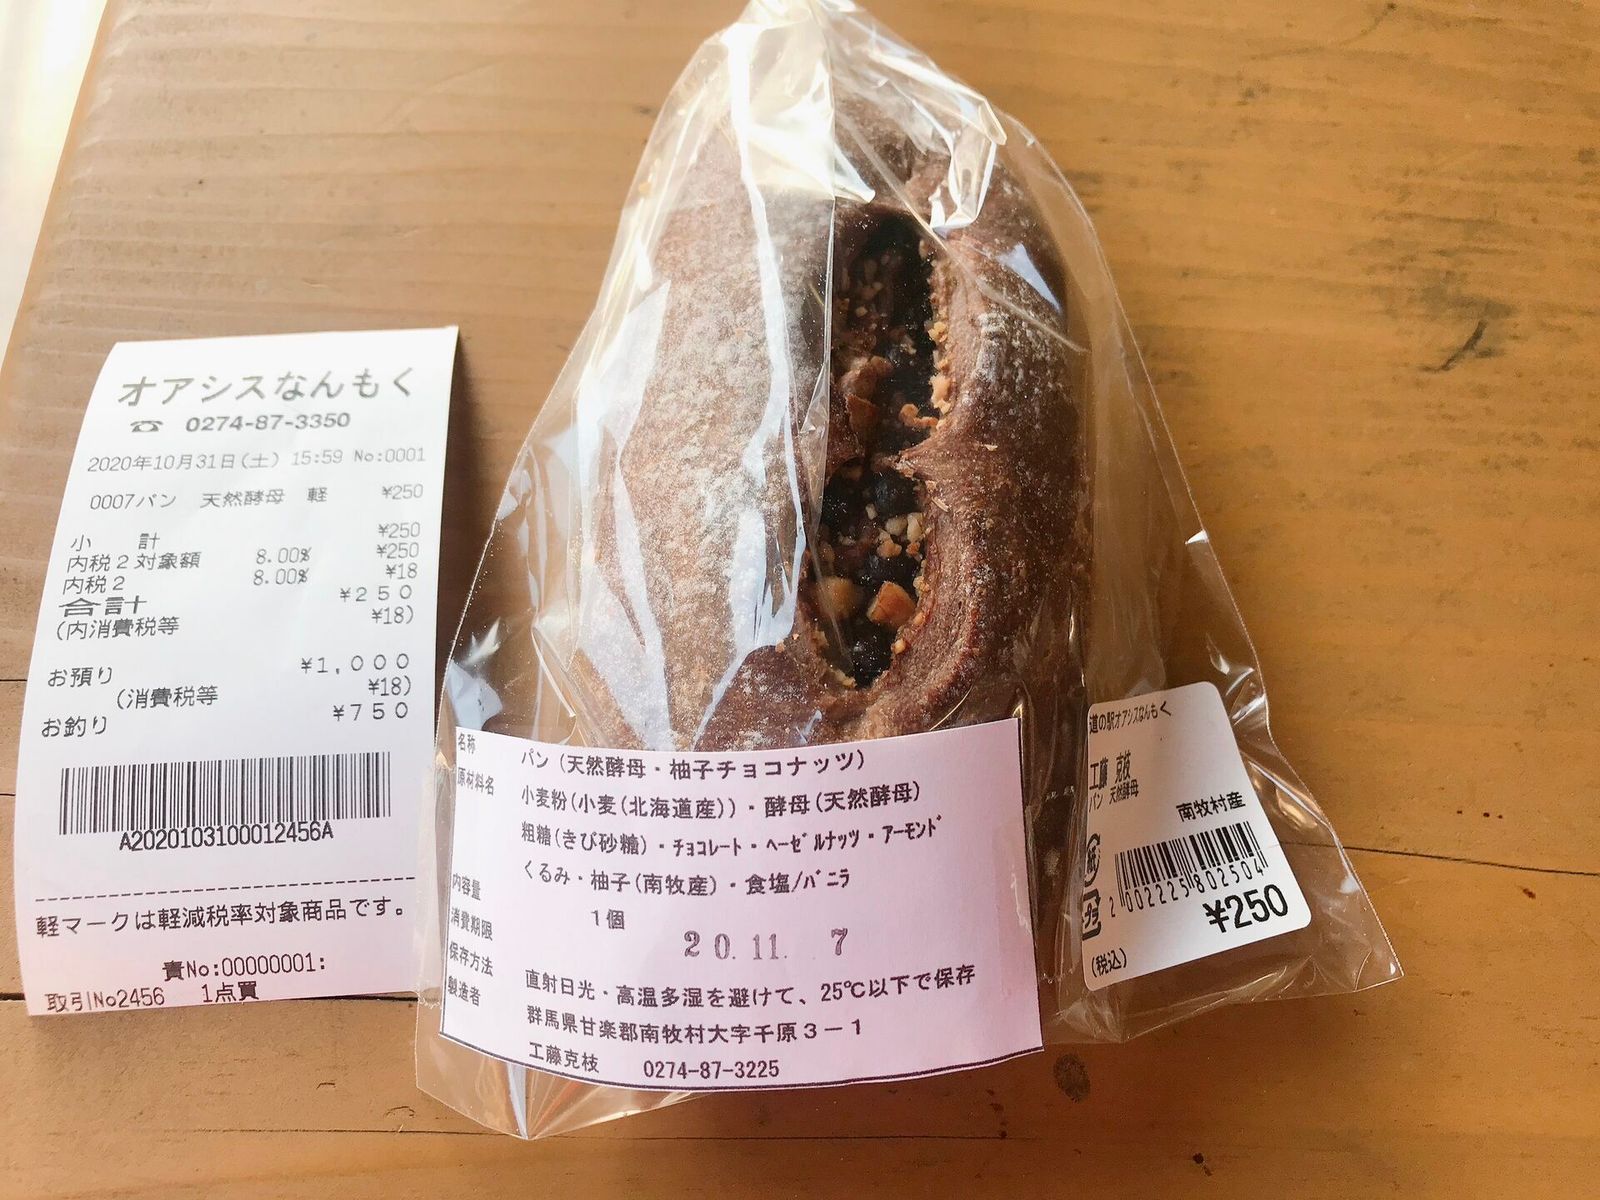 オアシスなんもく
☎ 0274-87-3350
2020年10月31日(土) 15:59 No:0001
0007パン 天然酵母 軽 ¥250
小 計 ¥250
内税2対象額 8.00% ¥250
内税2 8.00% ¥18
合計 ¥250
(内消費税等 ¥18)
お預り ¥1,000
(消費税等 ¥18)
お釣り ¥750
A2020103100012456A
軽マークは軽減税率対象商品です。
責No:00000001:
取引No2456 1点買
名称 パン(天然酵母・柚子チョコナッツ)
原材料名 小麦粉(小麦(北海道産))・酵母(天然酵母)
粗糖(きび砂糖)・チョコレート・ヘーゼルナッツ・アーモンド
くるみ・柚子(南牧産)・食塩/バニラ
内容量 1個
消費期限 20.11. 7
保存方法 直射日光・高温多湿を避けて、25℃以下で保存
製造者 群馬県甘楽郡南牧村大字千原3-1
工藤克枝 0274-87-3225
道の駅オアシスなんもく
工藤 克枝
パン 天然酵母
南牧村産
紙
プラ
2 002225 802504
¥250
(税込)